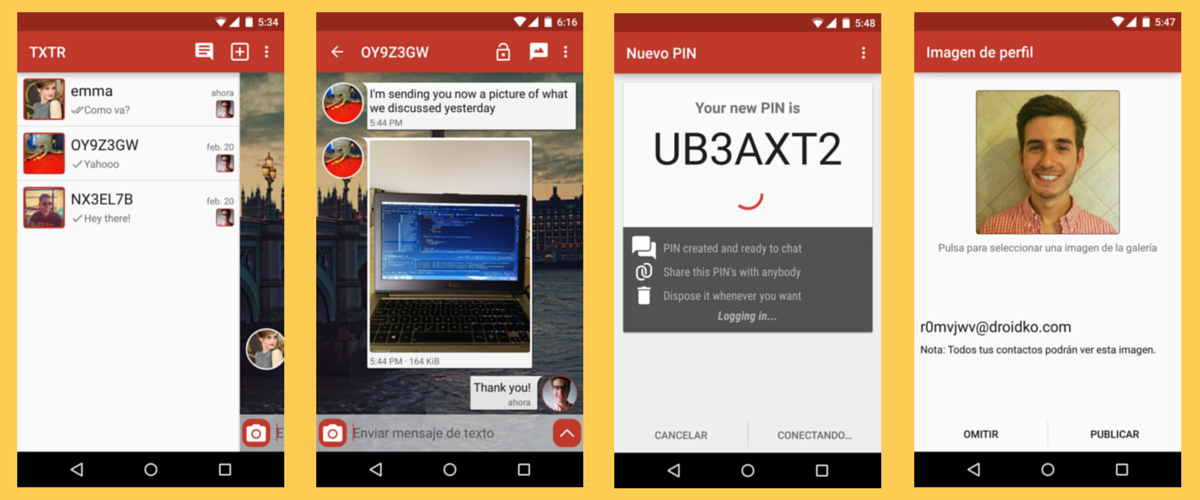 5:34
TXTR
emma
ahora
Como va?
OY9Z3GW
feb. 20
Yahooo
NX3EL7B
feb. 20
Hey there!
E
6:16
OY9Z3GW
I'm sending you now a picture of what
we discussed yesterday
5:44 PM
5:44 PM · 164 KiB
Thank you!
ahora
Enviar mensaje de texto
5:48
Nuevo PIN
Your new PIN is
UB3AXT2
PIN created and ready to chat
Share this PIN's with anybody
Dispose it whenever you want
Logging in...
CANCELAR
CONECTANDO...
5:47
Imagen de perfil
Pulsa para seleccionar una imagen de la galería
r0mvjwv@droidko.com
Nota: Todos tus contactos podrán ver esta imagen.
OMITIR
PUBLICAR